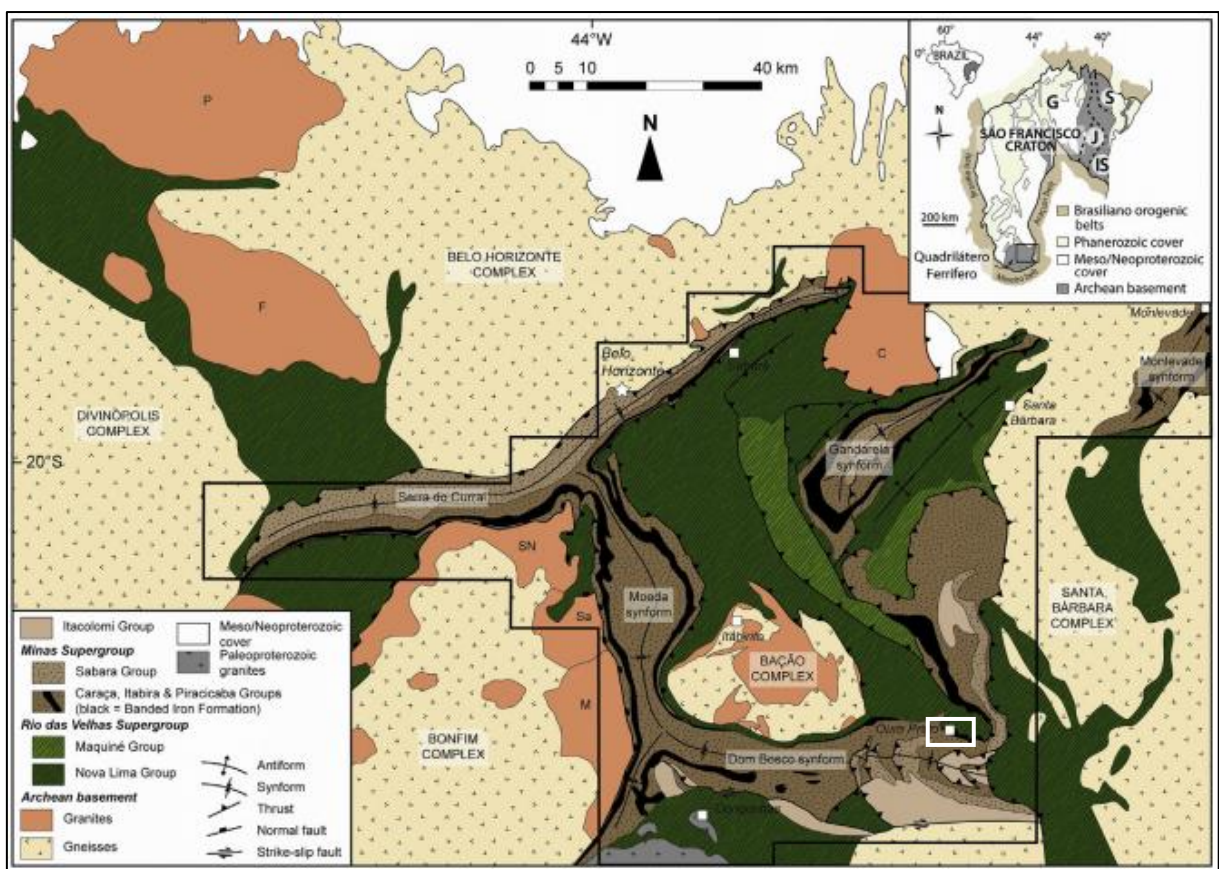 44°W
0 5 10 40 km
N
P
BELO HORIZONTE
COMPLEX
F
C
Belo
Horizonte
DIVINÓPOLIS
COMPLEX
20°S
Santa
Bárbara
Monlevade
Monlevade
synform
Gandarela
synform
Serra do Curral
SN
Sa
Moeda
synform
Itabirito
BAÇÃO
COMPLEX
SANTA
BÁRBARA
COMPLEX
M
BONFIM
COMPLEX
Ouro Preto
Dom Bosco synform
60°
44° 40°
0°
BRAZIL
N
G
S
SÃO FRANCISCO
CRATON
J
IS
200 km
Quadrilátero
Ferrífero
Brasiliano orogenic
belts
Phanerozoic cover
Meso/Neoproterozoic
cover
Archean basement
Itacolomi Group
Minas Supergroup
Sabara Group
Caraça, Itabira & Piracicaba Groups
(black = Banded Iron Formation)
Rio das Velhas Supergroup
Maquiné Group
Nova Lima Group
Archean basement
Granites
Gneisses
Meso/Neoproterozoic
cover
Paleoproterozoic
granites
Antiform
Synform
Thrust
Normal fault
Strike-slip fault